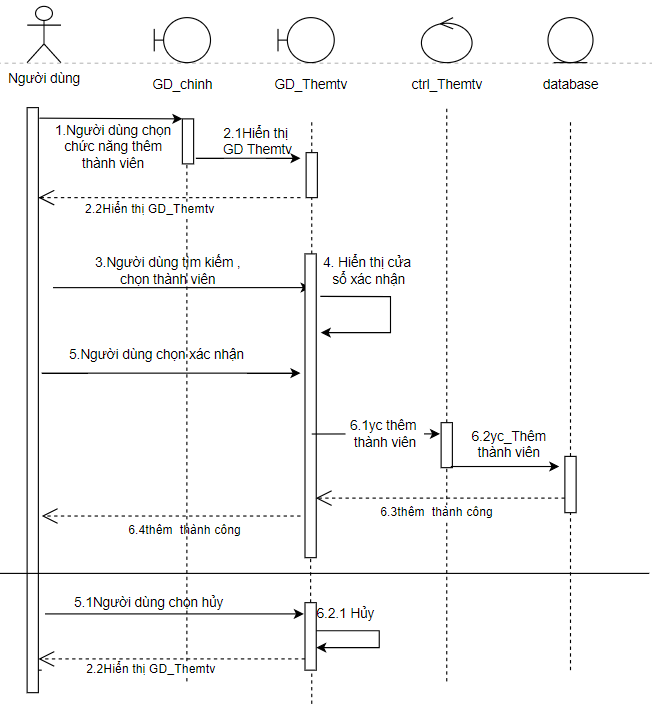 Người dùng
GD_chinh
GD_Themtv
ctrl_Themtv
database
1.Người dùng chọn
chức năng thêm
thành viên
2.1Hiển thị
GD Themtv
2.2Hiển thị GD_Themtv
3.Người dùng tìm kiếm ,
chọn thành viên
4. Hiển thị cửa
sổ xác nhận
5.Người dùng chọn xác nhận
6.1yc thêm
thành viên
6.2yc_Thêm
thành viên
6.3thêm thành công
6.4thêm thành công
5.1Người dùng chọn hủy
6.2.1 Hủy
2.2Hiển thị GD_Themtv